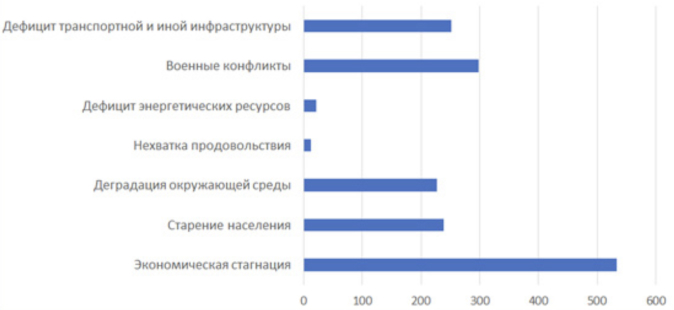 Дефицит транспортной и иной инфраструктуры
Военные конфликты
Дефицит энергетических ресурсов
Нехватка продовольствия
Деградация окружающей среды
Старение населения
Экономическая стагнация
0 100 200 300 400 500 600